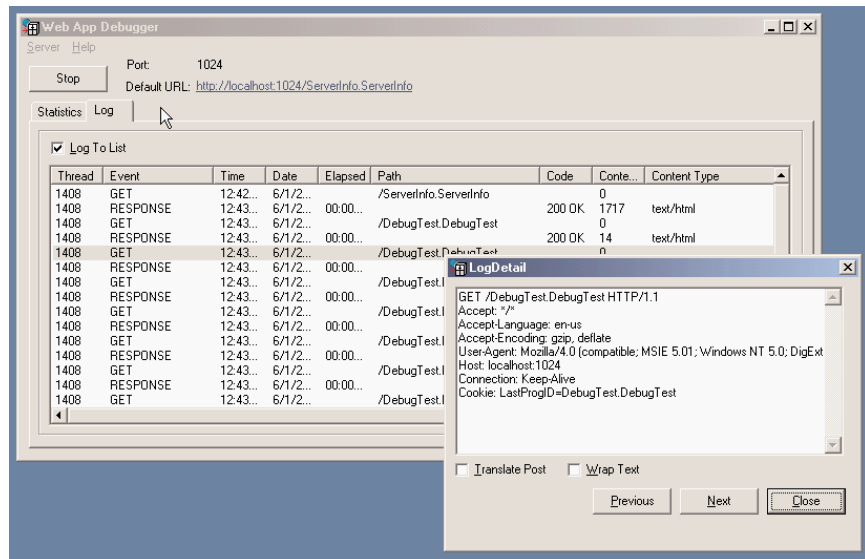 Web App Debugger
Server Help
Port: 1024
Stop
Default URL: http://localhost:1024/ServerInfo.ServerInfo
Statistics Log
Log To List
Thread Event Time Date Elapsed Path Code Conte... Content Type
1408 GET 12:42... 6/1/2... /ServerInfo.ServerInfo 0
1408 RESPONSE 12:43... 6/1/2... 00:00... 200 OK 1717 text/html
1408 GET 12:43... 6/1/2... /DebugTest.DebugTest 0
1408 RESPONSE 12:43... 6/1/2... 00:00... 200 OK 14 text/html
1408 GET 12:43... 6/1/2... /DebugTest.DebugTest 0
1408 RESPONSE 12:43... 6/1/2... 00:00...
1408 GET 12:43... 6/1/2... /DebugTest.
1408 RESPONSE 12:43... 6/1/2... 00:00...
1408 GET 12:43... 6/1/2... /DebugTest.
1408 RESPONSE 12:43... 6/1/2... 00:00...
1408 GET 12:43... 6/1/2... /DebugTest.
1408 RESPONSE 12:43... 6/1/2... 00:00...
1408 GET 12:43... 6/1/2... /DebugTest.
1408 RESPONSE 12:43... 6/1/2... 00:00...
1408 GET 12:43... 6/1/2... /DebugTest.
LogDetail
GET /DebugTest.DebugTest HTTP/1.1
Accept: */*
Accept-Language: en-us
Accept-Encoding: gzip, deflate
User-Agent: Mozilla/4.0 (compatible; MSIE 5.01; Windows NT 5.0; DigExt
Host: localhost:1024
Connection: Keep-Alive
Cookie: LastProgID=DebugTest.DebugTest
Translate Post Wrap Text
Previous Next Close